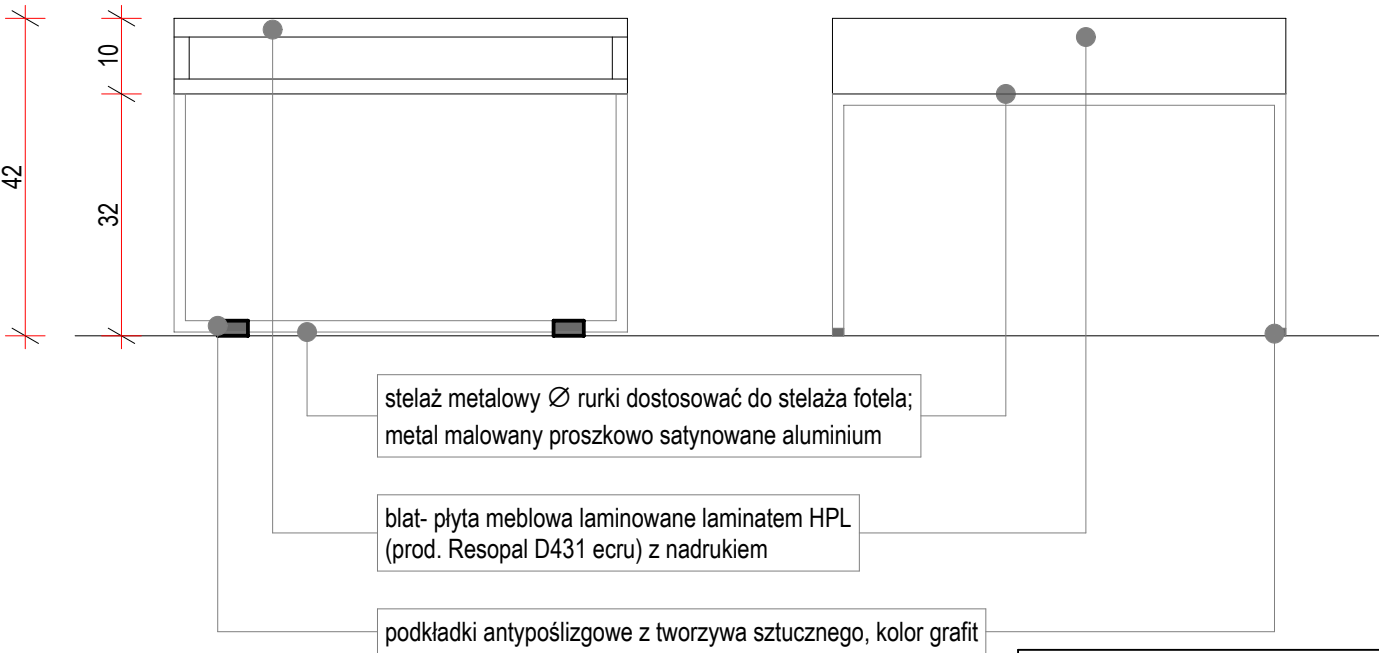 10
42
32
stelaż metalowy ∅ rurki dostosować do stelaża fotela;
metal malowany proszkowo satynowane aluminium
blat- płyta meblowa laminowane laminatem HPL
(prod. Resopal D431 ecru) z nadrukiem
podkładki antypoślizgowe z tworzywa sztucznego, kolor grafit